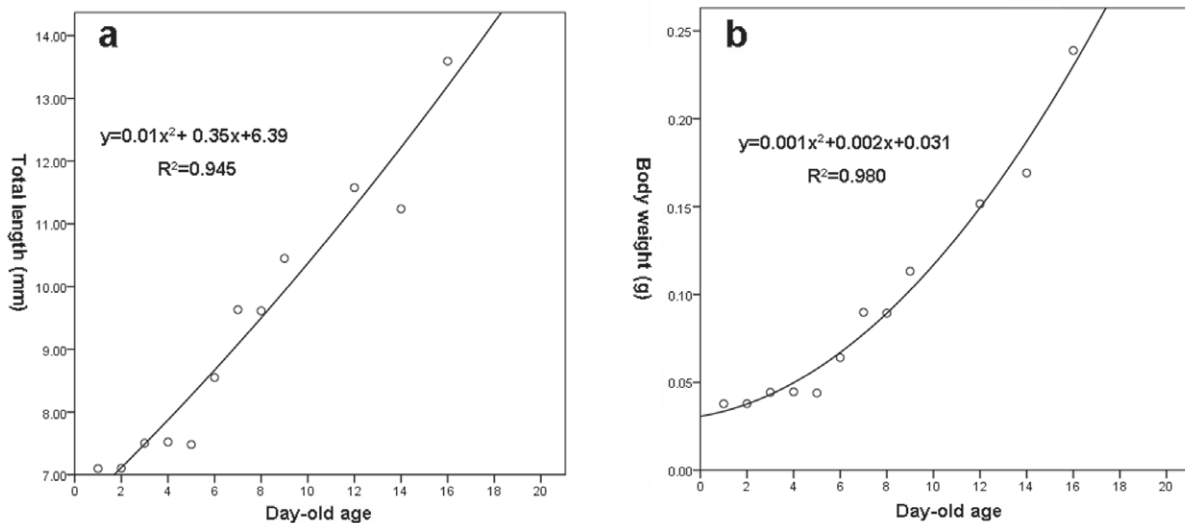 a
14.00
13.00
12.00
11.00
10.00
9.00
8.00
7.00
Total length (mm)
y=0.01x²+ 0.35x+6.39
R²=0.945
0 2 4 6 8 10 12 14 16 18 20
Day-old age
b
0.25
0.20
0.15
0.10
0.05
0.00
Body weight (g)
y=0.001x²+0.002x+0.031
R²=0.980
0 2 4 6 8 10 12 14 16 18 20
Day-old age